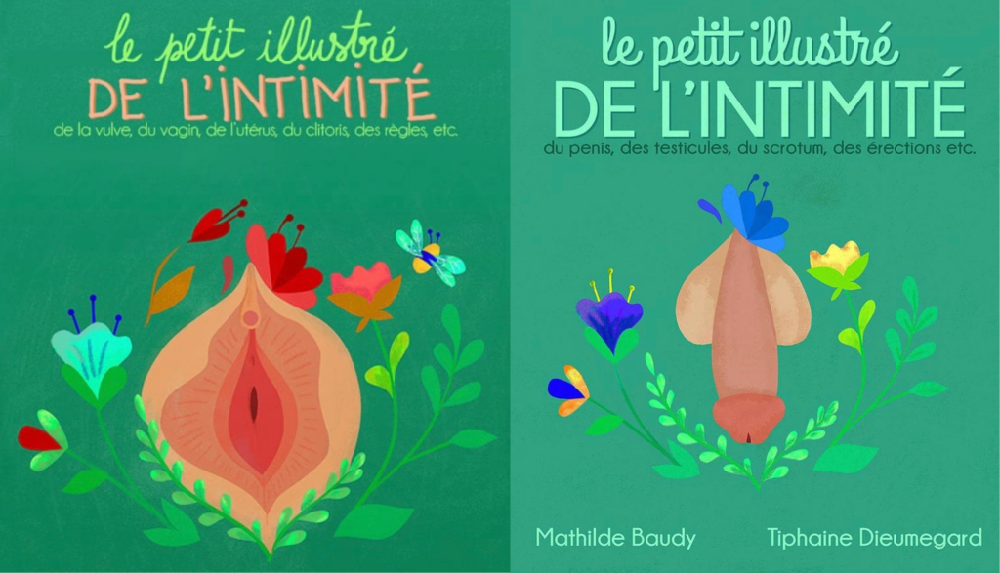 le petit illustré
DE L'INTIMITÉ
de la vulve, du vagin, de l'utérus, du clitoris, des règles, etc.
le petit illustré
DE L'INTIMITÉ
du penis, des testicules, du scrotum, des érections etc.
Mathilde Baudy
Tiphaine Dieumegard